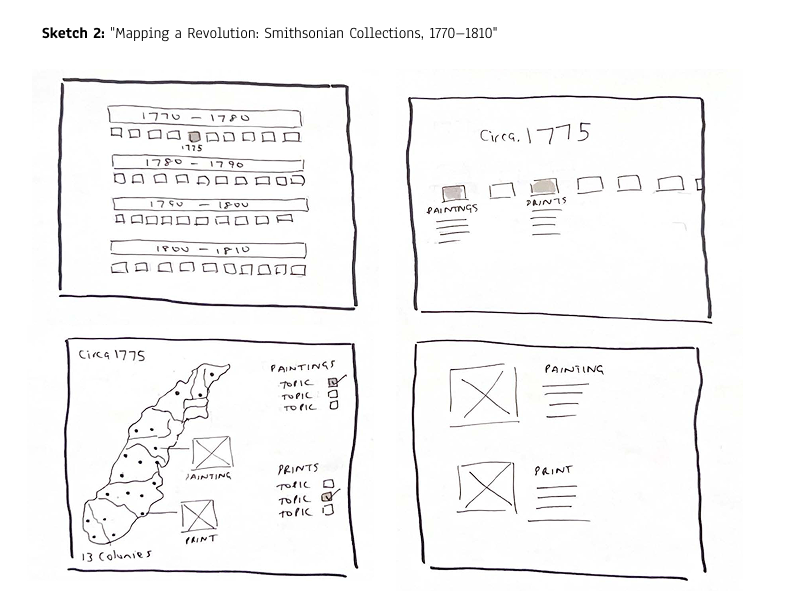 Sketch 2: "Mapping a Revolution: Smithsonian Collections, 1770–1810"
1770 – 1780
1775
1780 – 1790
1790 – 1800
1800 – 1810
Circa. 1775
PAINTINGS
PRINTS
Circa 1775
PAINTINGS
TOPIC
TOPIC
TOPIC
PAINTING
PRINTS
TOPIC
TOPIC
TOPIC
PRINT
13 Colonies
PAINTING
PRINT